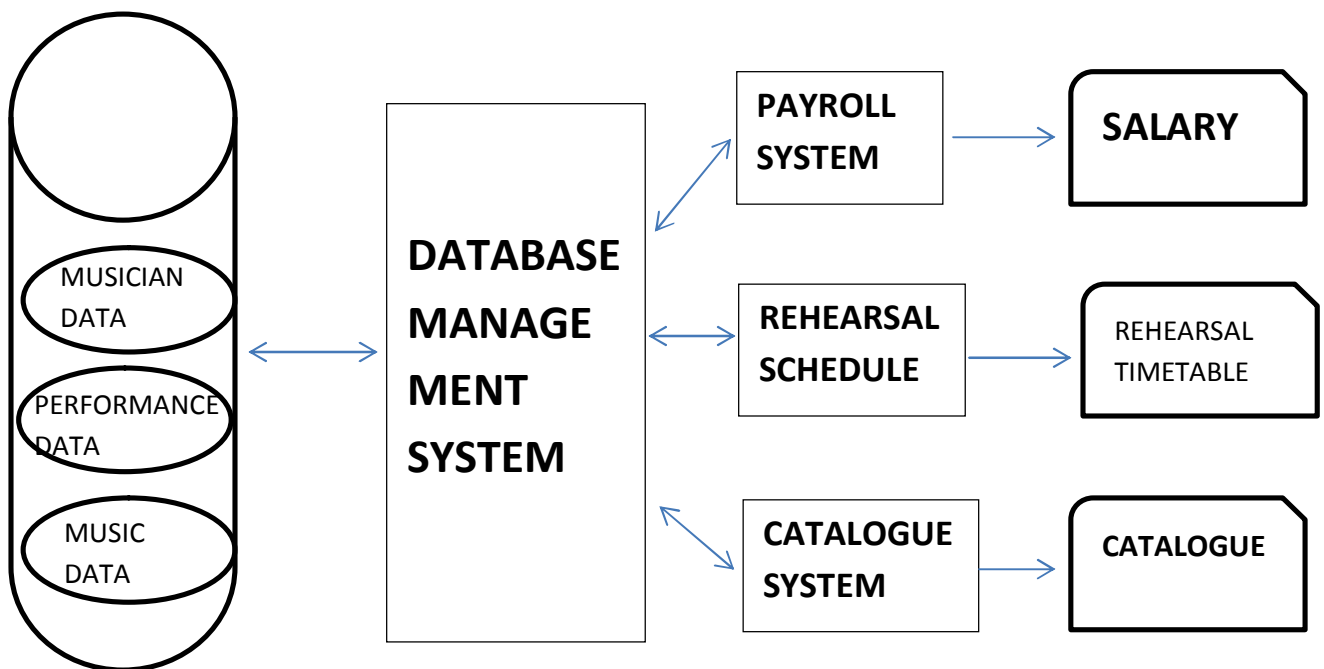 MUSICIAN
DATA
PERFORMANCE
DATA
MUSIC
DATA
DATABASE
MANAGE
MENT
SYSTEM
PAYROLL
SYSTEM
REHEARSAL
SCHEDULE
CATALOGUE
SYSTEM
SALARY
REHEARSAL
TIMETABLE
CATALOGUE